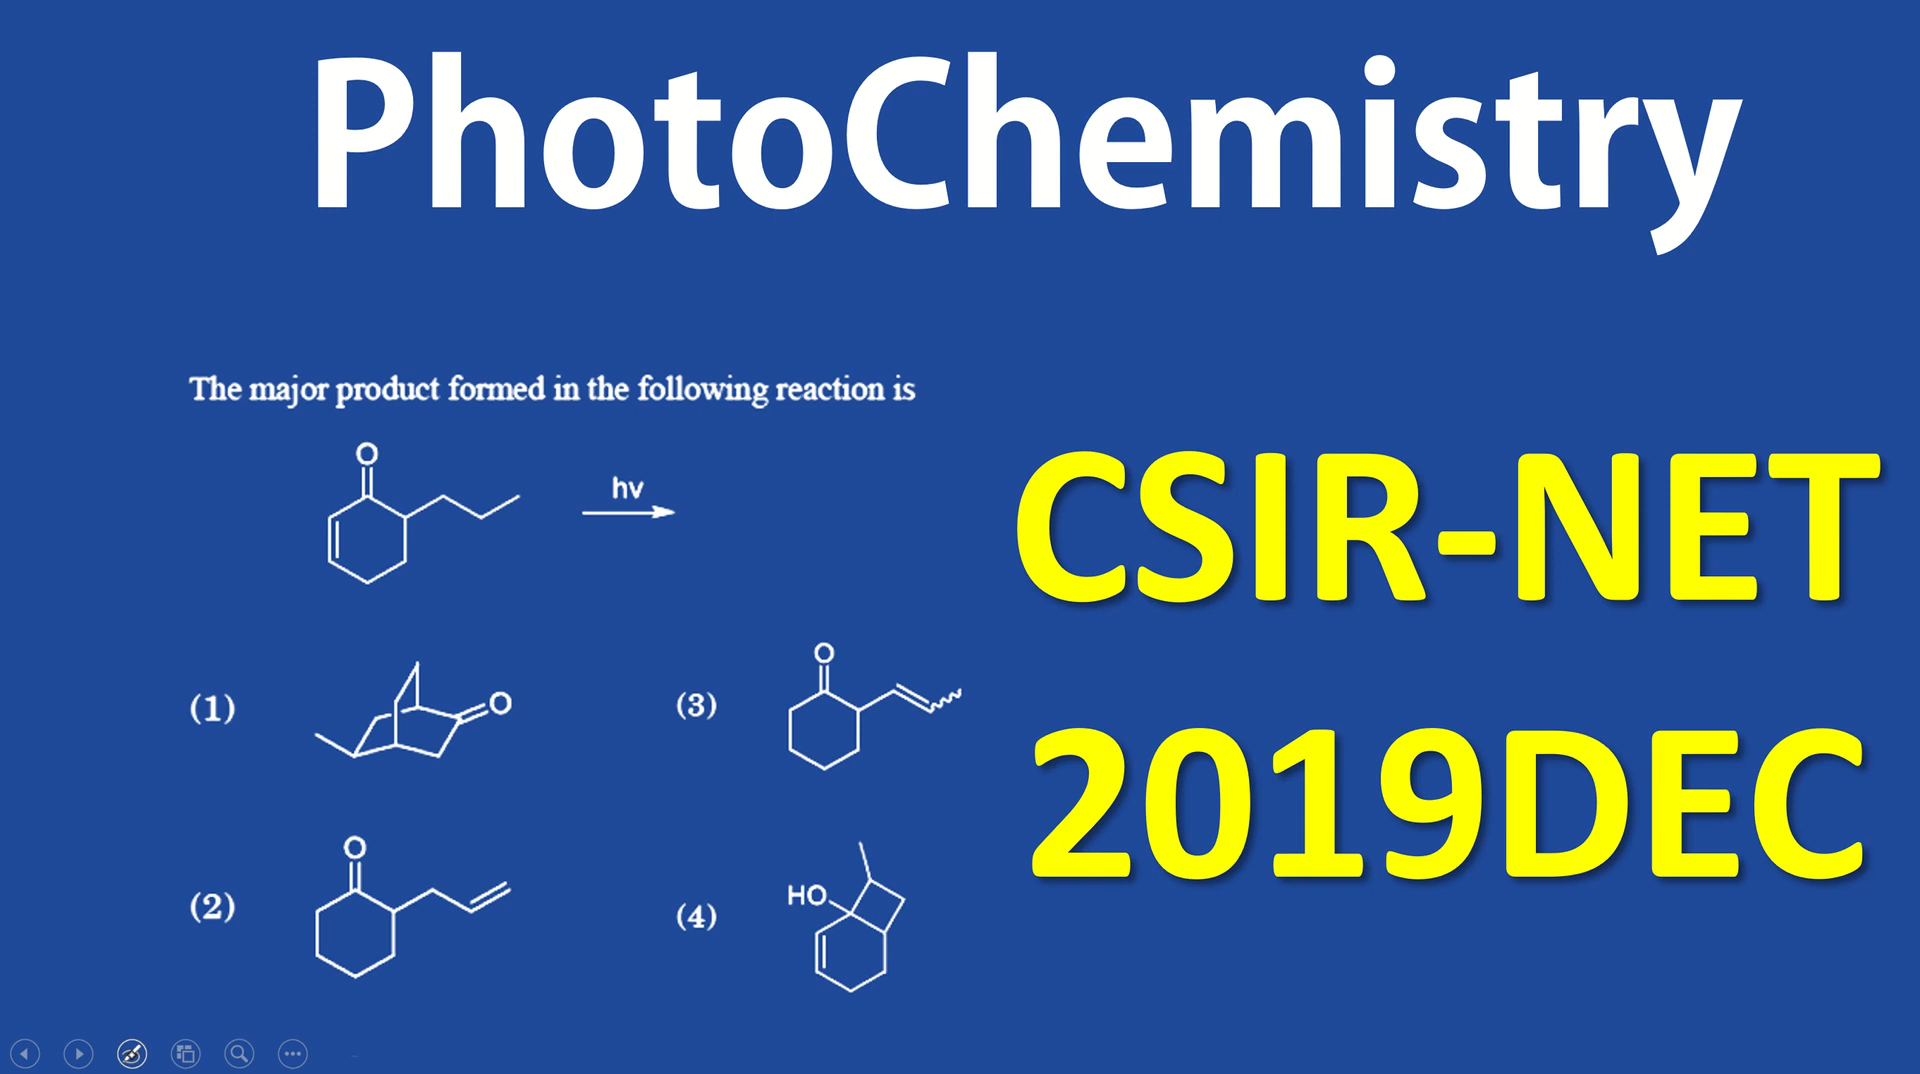 PhotoChemistry
The major product formed in the following reaction is
O
hv
CSIR-NET
2019DEC
(1)
O
(3)
O
(2)
O
(4)
HO